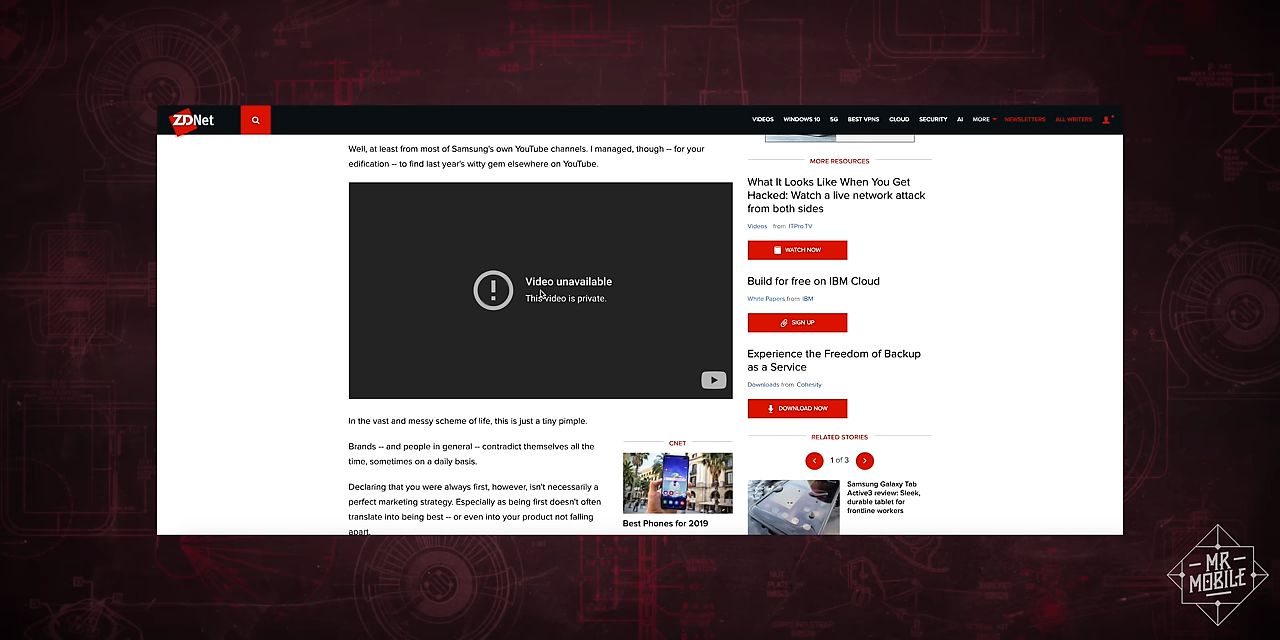 ZDNet
VIDEOS WINDOWS 10 5G BEST VPNS CLOUD SECURITY AI MORE NEWSLETTERS ALL WRITERS
Well, at least from most of Samsung's own YouTube channels. I managed, though -- for your
edification -- to find last year's witty gem elsewhere on YouTube.
Video unavailable
This video is private.
In the vast and messy scheme of life, this is just a tiny pimple.
Brands -- and people in general -- contradict themselves all the
time, sometimes on a daily basis.
Declaring that you were always first, however, isn't necessarily a
perfect marketing strategy. Especially as being first doesn't often
translate into being best -- or even into your product not falling
apart.
CNET
Best Phones for 2019
MORE RESOURCES
What It Looks Like When You Get
Hacked: Watch a live network attack
from both sides
Videos from ITPro.TV
WATCH NOW
Build for free on IBM Cloud
White Papers from IBM
SIGN UP
Experience the Freedom of Backup
as a Service
Downloads from Cohesity
DOWNLOAD NOW
RELATED STORIES
1 of 3
Samsung Galaxy Tab
Active3 review: Sleek,
durable tablet for
frontline workers
MR
MOBILE